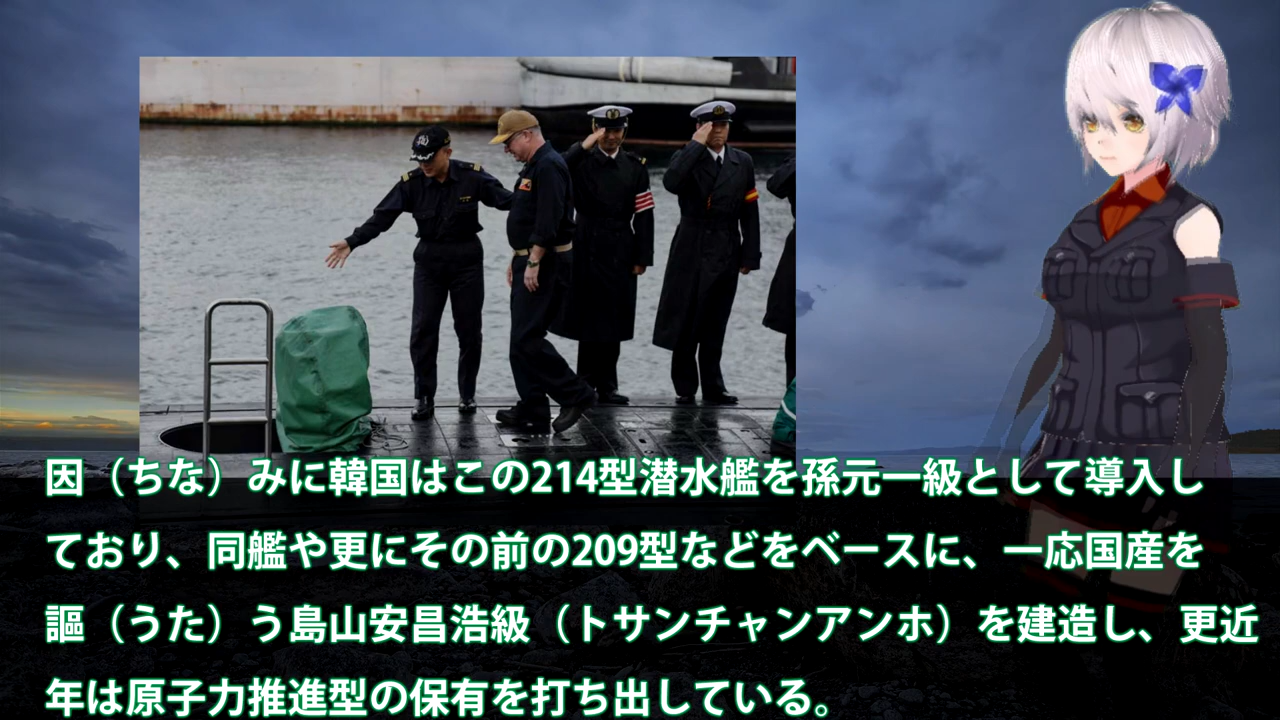 因（ちな）みに韓国はこの214型潜水艦を孫元一級として導入し
ており、同艦や更にその前の209型などをベースに、一応国産を
謳（うた）う島山安昌浩級（トサンチャンアンホ）を建造し、更近
年は原子力推進型の保有を打ち出している。